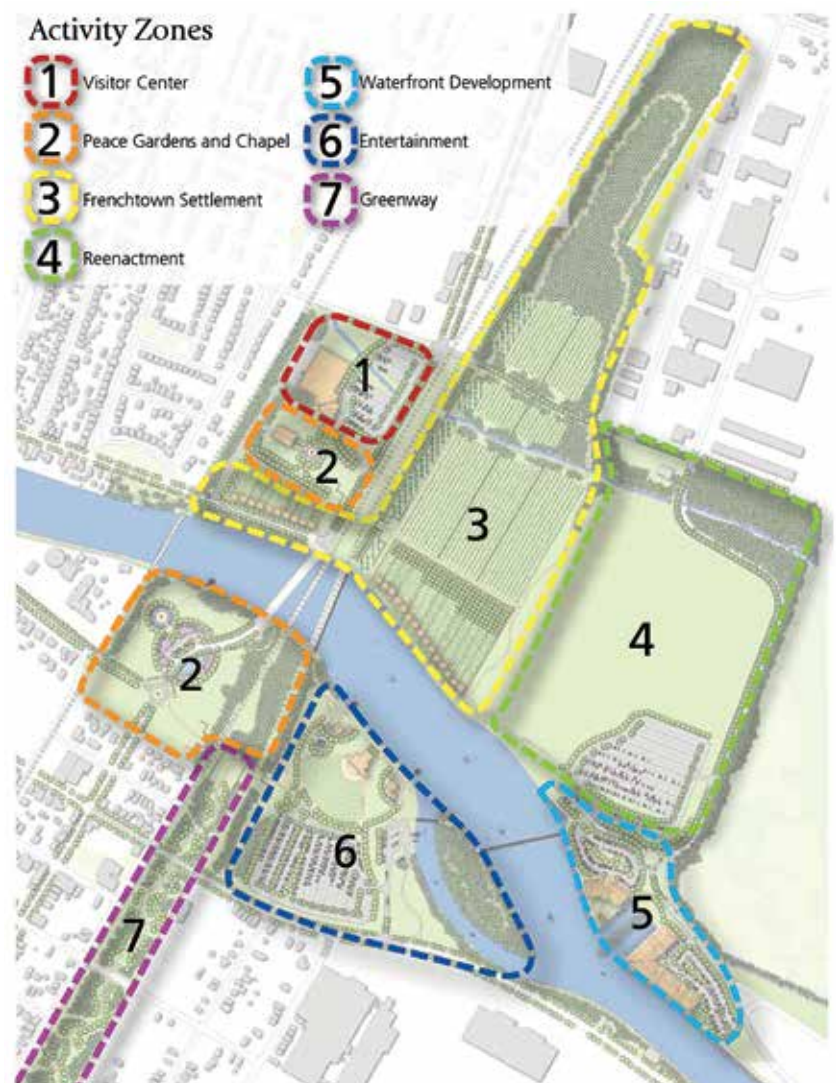 Activity Zones
1 Visitor Center
2 Peace Gardens and Chapel
3 Frenchtown Settlement
4 Reenactment
5 Waterfront Development
6 Entertainment
7 Greenway
1
2
3
4
2
6
5
7